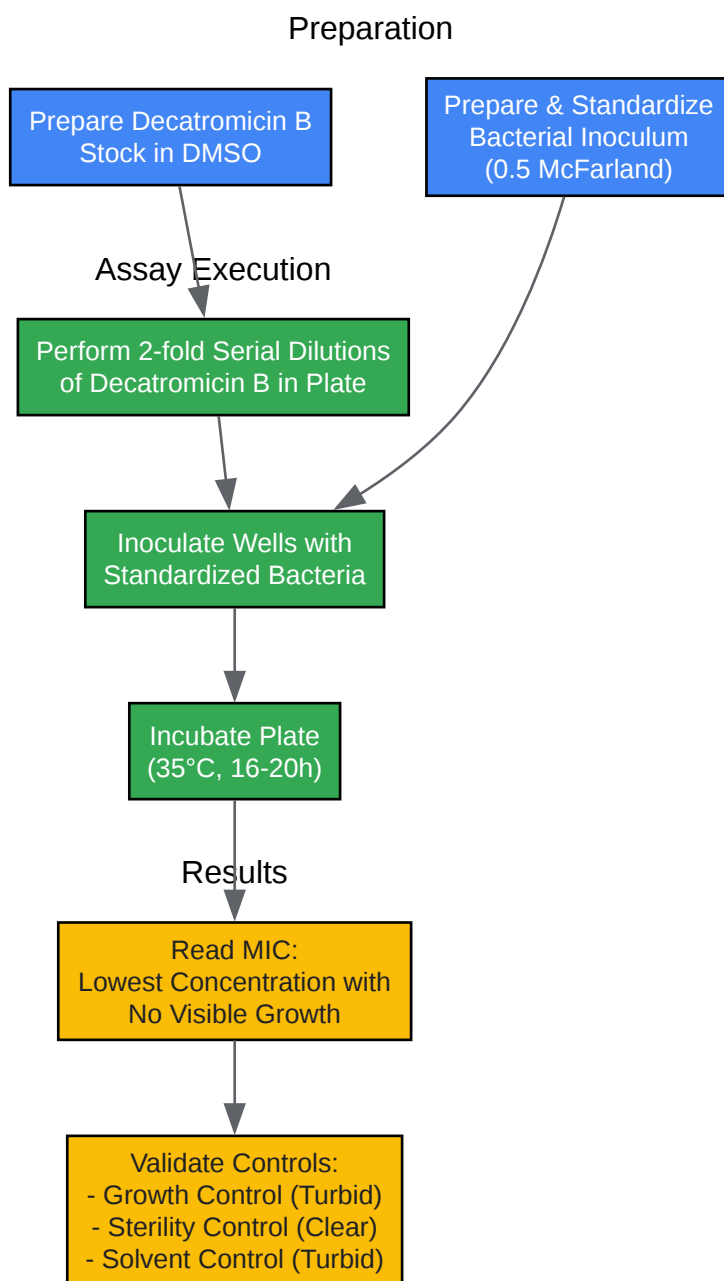 Preparation
Prepare Decatromicin B
Stock in DMSO
Prepare & Standardize
Bacterial Inoculum
(0.5 McFarland)
Assay Execution
Perform 2-fold Serial Dilutions
of Decatromicin B in Plate
Inoculate Wells with
Standardized Bacteria
Incubate Plate
(35°C, 16-20h)
Results
Read MIC:
Lowest Concentration with
No Visible Growth
Validate Controls:
- Growth Control (Turbid)
- Sterility Control (Clear)
- Solvent Control (Turbid)